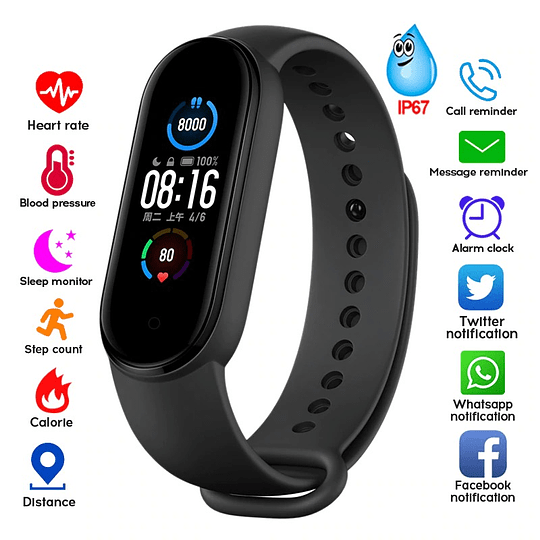 IP67
Heart rate
Blood pressure
Sleep monitor
Step count
Calorie
Distance
8000
100%
08:16
周二 上午 4/6
80
Call reminder
Message reminder
Alarm clock
Twitter
notification
Whatsapp
notification
Facebook
notification